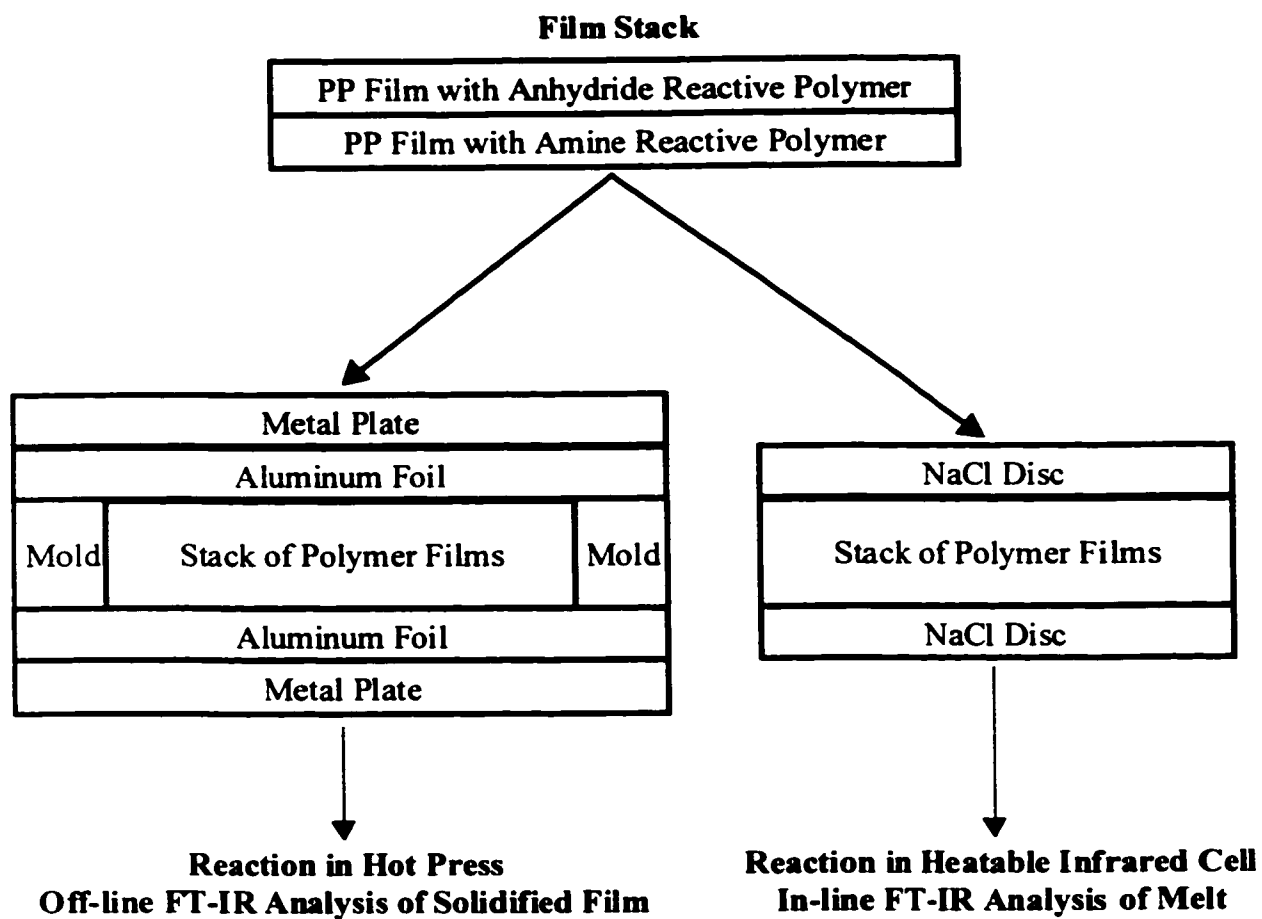 Film Stack
PP Film with Anhydride Reactive Polymer
PP Film with Amine Reactive Polymer
Metal Plate
Aluminum Foil
Mold
Stack of Polymer Films
Mold
Aluminum Foil
Metal Plate
Reaction in Hot Press
Off-line FT-IR Analysis of Solidified Film
NaCl Disc
Stack of Polymer Films
NaCl Disc
Reaction in Heatable Infrared Cell
In-line FT-IR Analysis of Melt